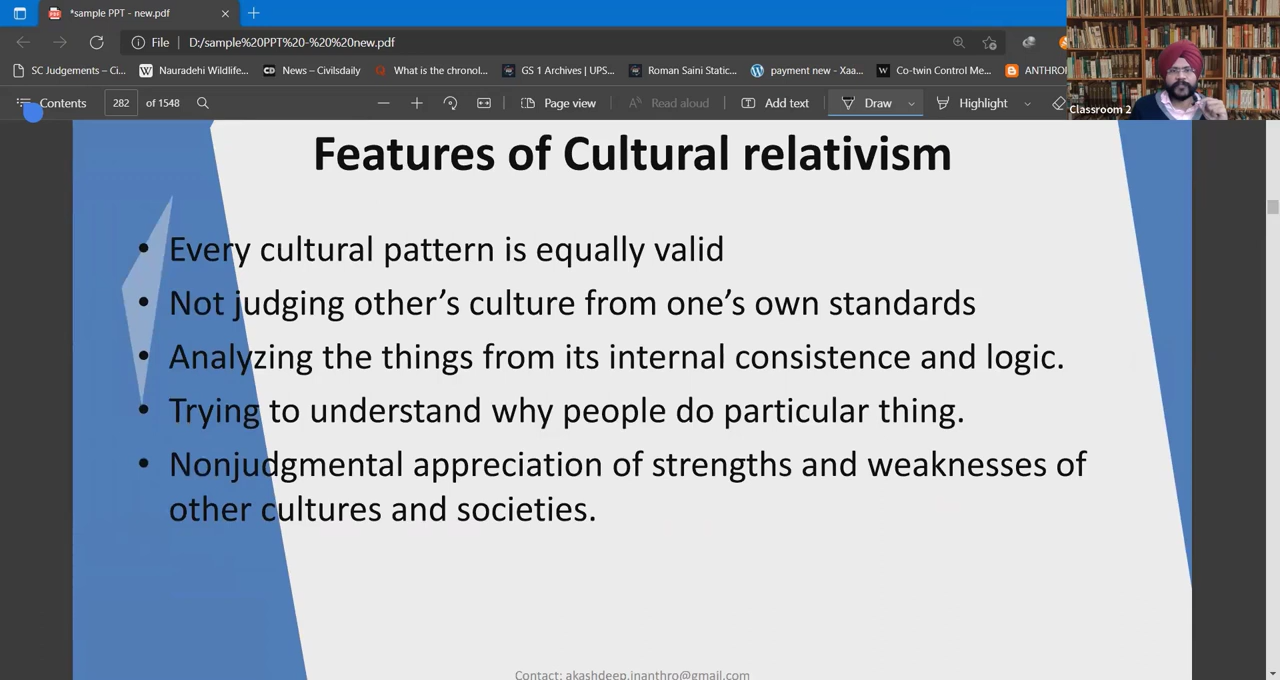 *sample PPT - new.pdf
File
D:/sample%20PPT%20-%20%20new.pdf
SC Judgements – Ci...
Nauradehi Wildlife...
News – Civilsdaily
What is the chronol...
GS 1 Archives | UPS...
Roman Saini Static...
payment new - Xaa...
Co-twin Control Me...
ANTHRO
Contents
282
of 1548
Page view
Read aloud
Add text
Draw
Highlight
Classroom 2
Features of Cultural relativism
• Every cultural pattern is equally valid
• Not judging other’s culture from one’s own standards
• Analyzing the things from its internal consistence and logic.
• Trying to understand why people do particular thing.
• Nonjudgmental appreciation of strengths and weaknesses of
other cultures and societies.
Contact: akashdeep.inanthro@gmail.com